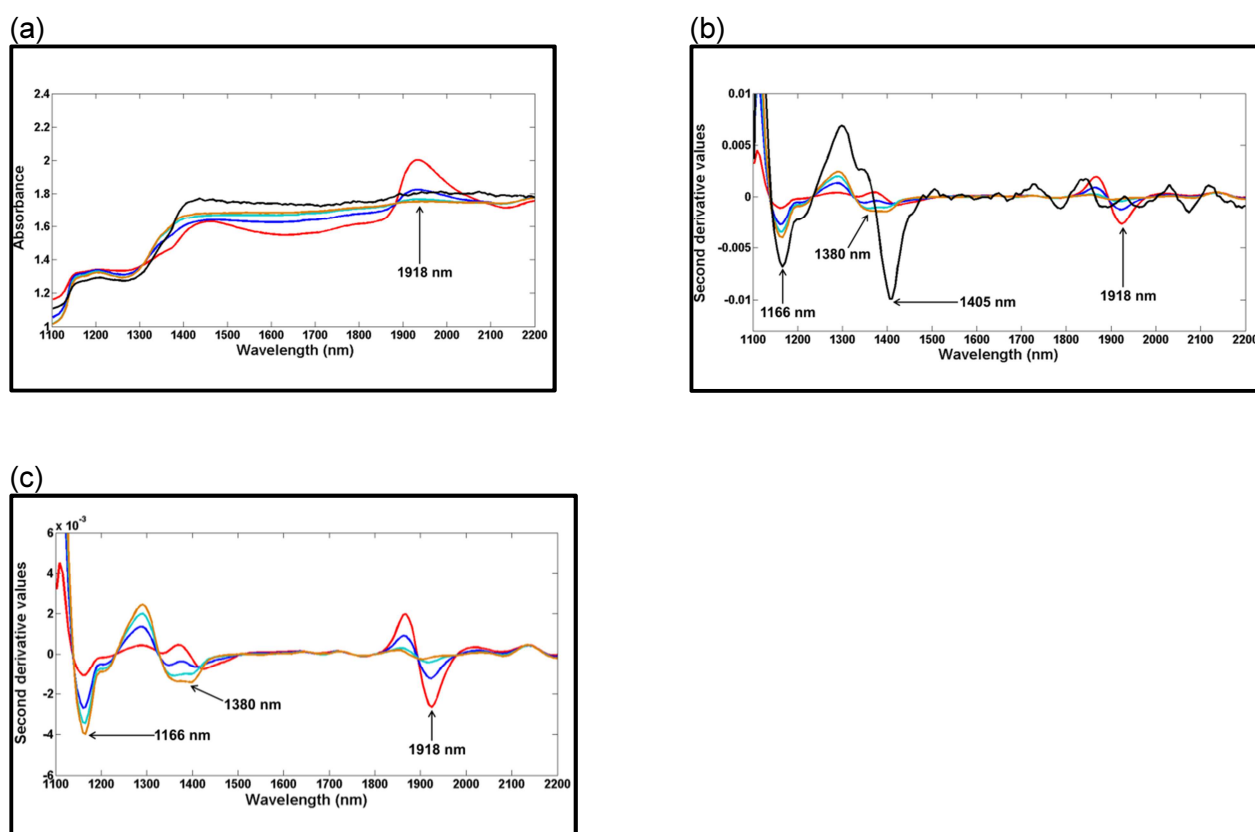 (a)
2.4
2.2
2
1.8
1.6
1.4
1.2
1
Absorbance
1918 nm
1100 1200 1300 1400 1500 1600 1700 1800 1900 2000 2100 2200
Wavelength (nm)
(b)
0.01
0.005
0
-0.005
-0.01
Second derivative values
1380 nm
1166 nm
1405 nm
1918 nm
1100 1200 1300 1400 1500 1600 1700 1800 1900 2000 2100 2200
Wavelength (nm)
(c)
x 10⁻³
6
4
2
0
-2
-4
-6
Second derivative values
1380 nm
1166 nm
1918 nm
1100 1200 1300 1400 1500 1600 1700 1800 1900 2000 2100 2200
Wavelength (nm)